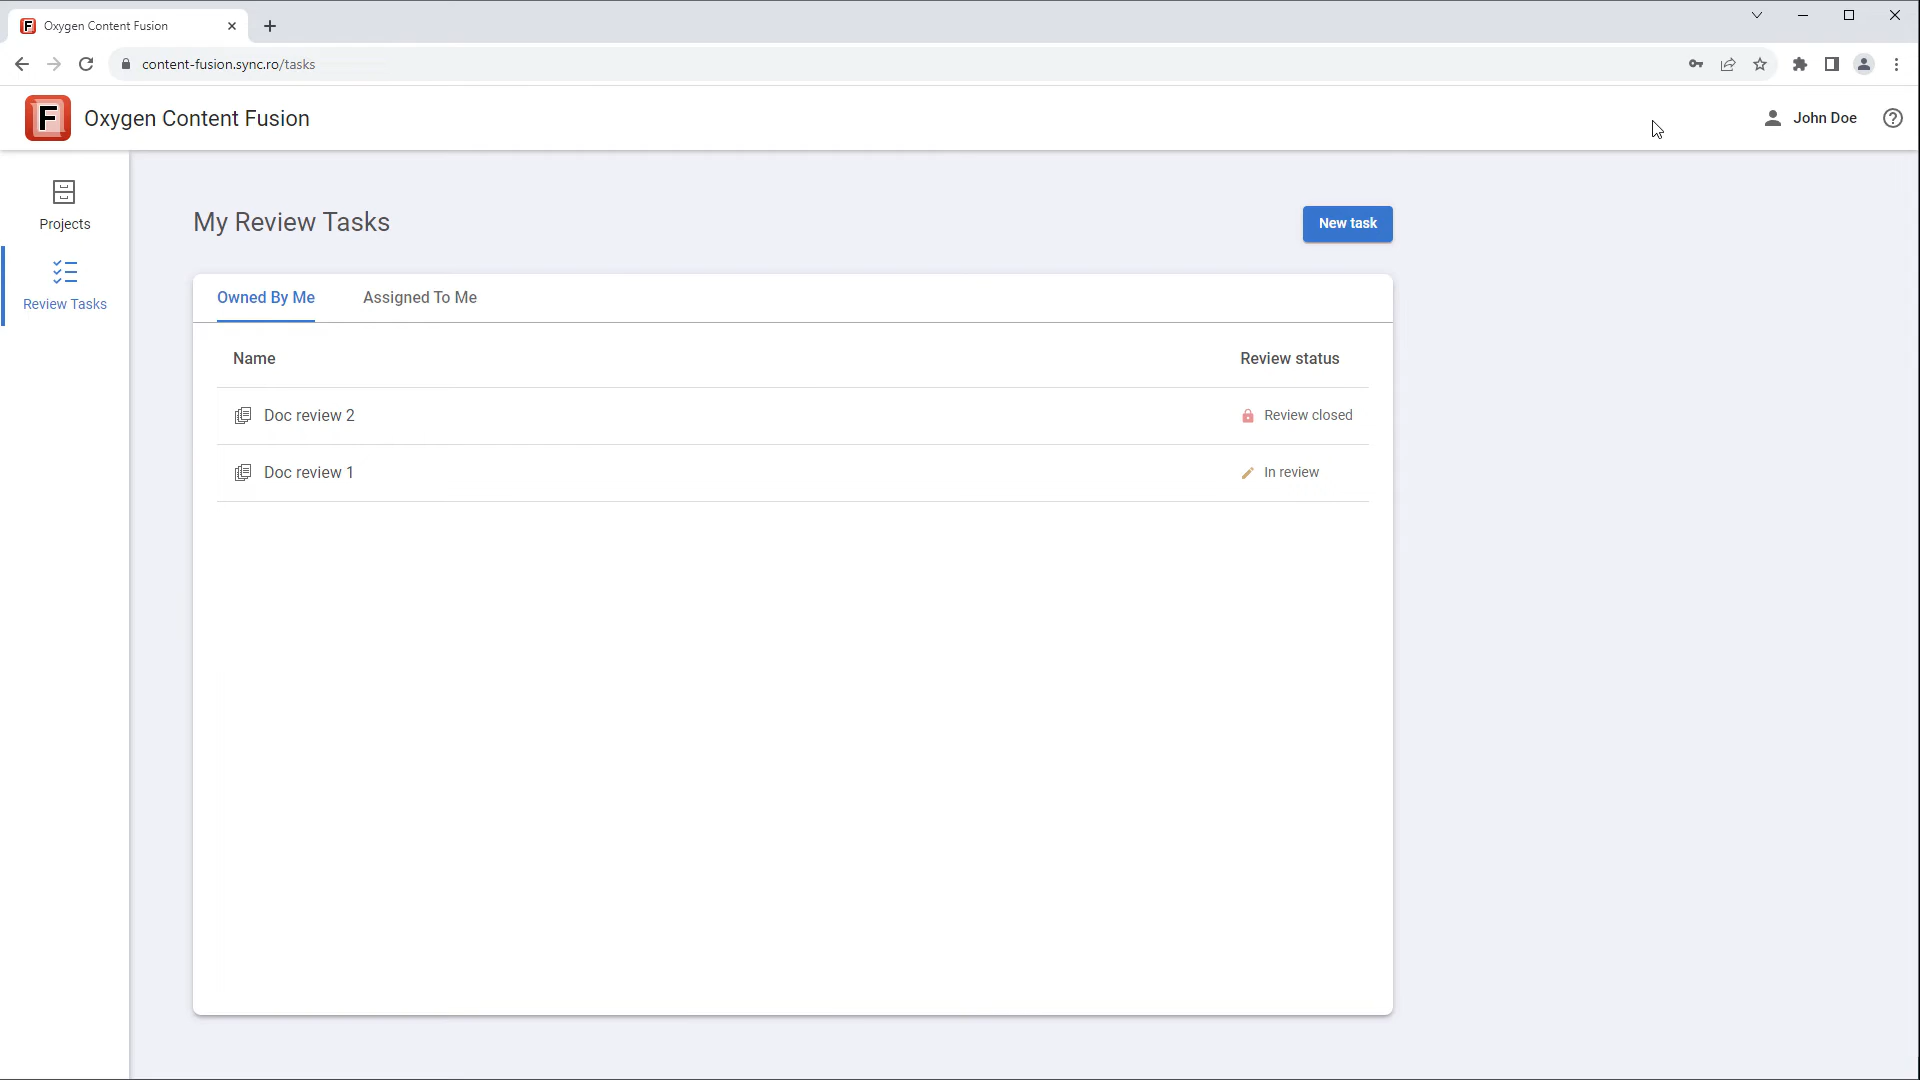 Oxygen Content Fusion
content-fusion.sync.ro/tasks
F Oxygen Content Fusion
John Doe
Projects
Review Tasks
My Review Tasks
New task
Owned By Me Assigned To Me
Name Review status
Doc review 2 Review closed
Doc review 1 In review